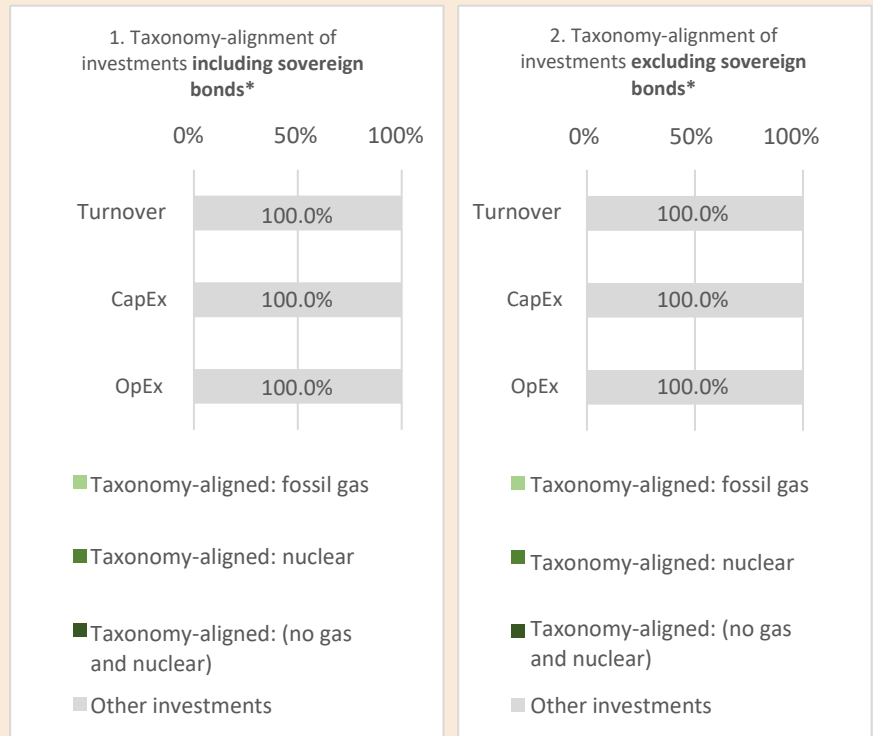 1. Taxonomy-alignment of
investments including sovereign
bonds*
0% 50% 100%
Turnover 100.0%
CapEx 100.0%
OpEx 100.0%
Taxonomy-aligned: fossil gas
Taxonomy-aligned: nuclear
Taxonomy-aligned: (no gas
and nuclear)
Other investments
2. Taxonomy-alignment of
investments excluding sovereign
bonds*
0% 50% 100%
Turnover 100.0%
CapEx 100.0%
OpEx 100.0%
Taxonomy-aligned: fossil gas
Taxonomy-aligned: nuclear
Taxonomy-aligned: (no gas
and nuclear)
Other investments